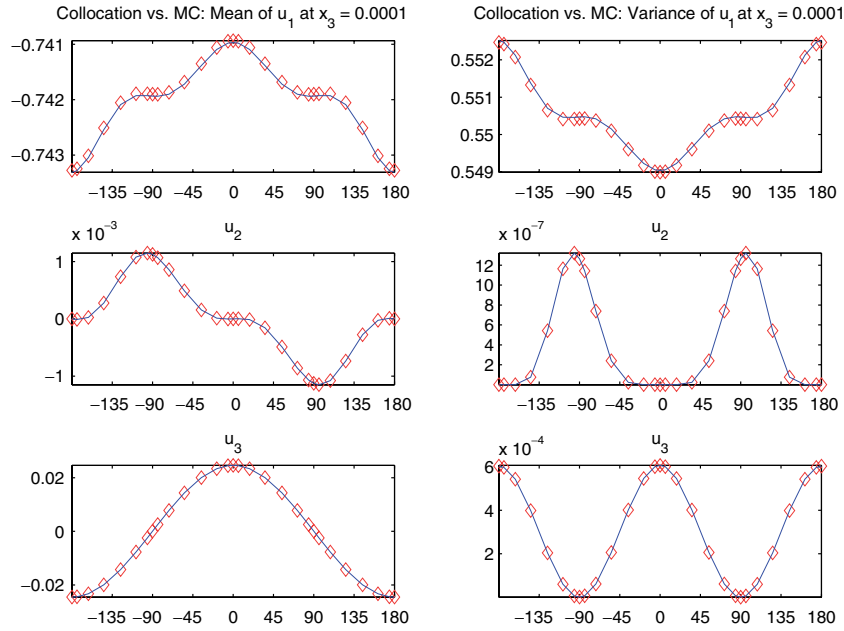 Collocation vs. MC: Mean of u1 at x3 = 0.0001
−0.741
−0.742
−0.743
−135 −90 −45 0 45 90 135 180
Collocation vs. MC: Variance of u1 at x3 = 0.0001
0.552
0.551
0.55
0.549
−135 −90 −45 0 45 90 135 180
x 10−3
u2
1
0
−1
−135 −90 −45 0 45 90 135 180
x 10−7
u2
12
10
8
6
4
2
−135 −90 −45 0 45 90 135 180
u3
0.02
0
−0.02
−135 −90 −45 0 45 90 135 180
x 10−4
u3
6
4
2
−135 −90 −45 0 45 90 135 180